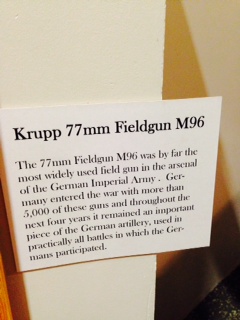 Krupp 77mm Fieldgun M96
The 77mm Fieldgun M96 was by far the
most widely used field gun in the arsenal
of the German Imperial Army . Ger-
many entered the war with more than
5,000 of these guns and throughout the
next four years it remained an important
piece of the German artillery, used in
practically all battles in which the Ger-
mans participated.